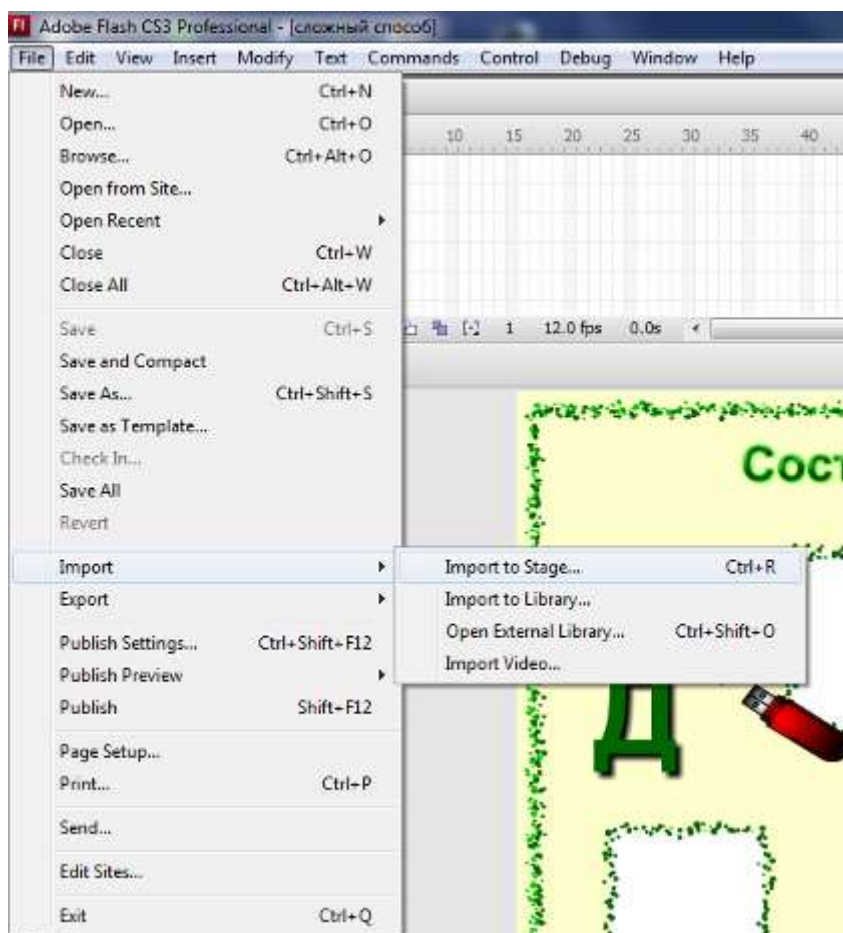 Fl Adobe Flash CS3 Professional - [сложный способ]
File Edit View Insert Modify Text Commands Control Debug Window Help
New... Ctrl+N
Open... Ctrl+O
10 15 20 25 30 35 40
Browse... Ctrl+Alt+O
Open from Site...
Open Recent
Close Ctrl+W
Close All Ctrl+Alt+W
Save Ctrl+S
1 12.0 fps 0.0s
Save and Compact
Save As... Ctrl+Shift+S
Save as Template...
Check In...
Сост
Save All
Revert
Import
Import to Stage... Ctrl+R
Export
Import to Library...
Publish Settings... Ctrl+Shift+F12
Open External Library... Ctrl+Shift+O
Publish Preview
Import Video...
Publish Shift+F12
Д
Page Setup...
Print... Ctrl+P
Send...
Edit Sites...
Exit Ctrl+Q